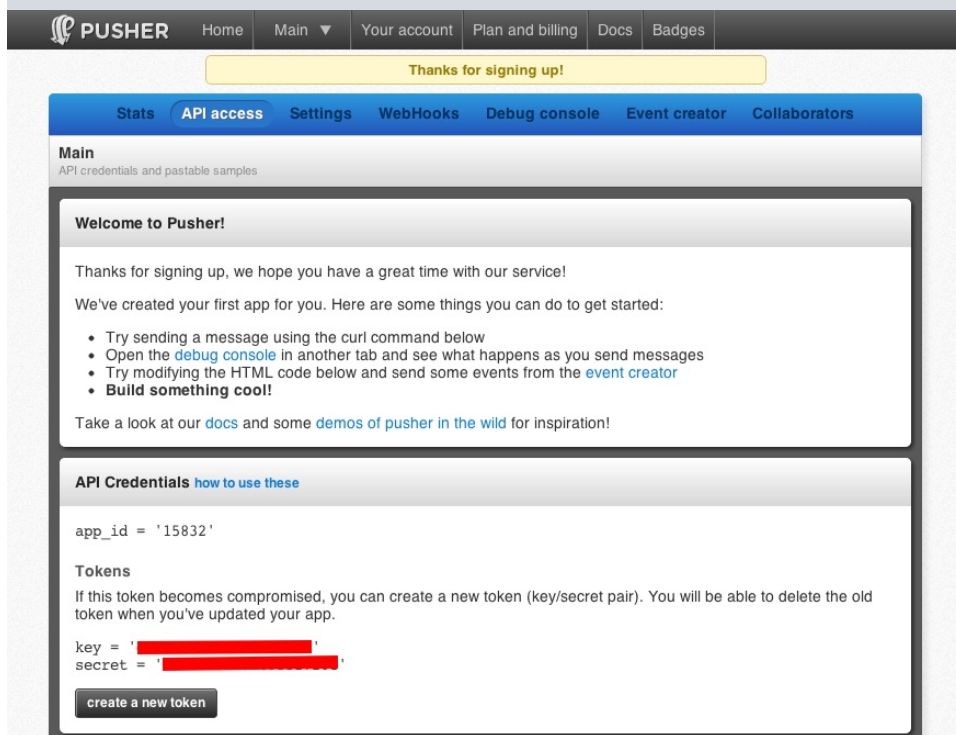 PUSHER Home Main ▼ Your account Plan and billing Docs Badges
Thanks for signing up!
Stats API access Settings WebHooks Debug console Event creator Collaborators
Main
API credentials and pastable samples
Welcome to Pusher!
Thanks for signing up, we hope you have a great time with our service!
We've created your first app for you. Here are some things you can do to get started:
• Try sending a message using the curl command below
• Open the debug console in another tab and see what happens as you send messages
• Try modifying the HTML code below and send some events from the event creator
• Build something cool!
Take a look at our docs and some demos of pusher in the wild for inspiration!
API Credentials how to use these
app_id = '15832'
Tokens
If this token becomes compromised, you can create a new token (key/secret pair). You will be able to delete the old
token when you've updated your app.
key = ' '
secret = ' '
create a new token